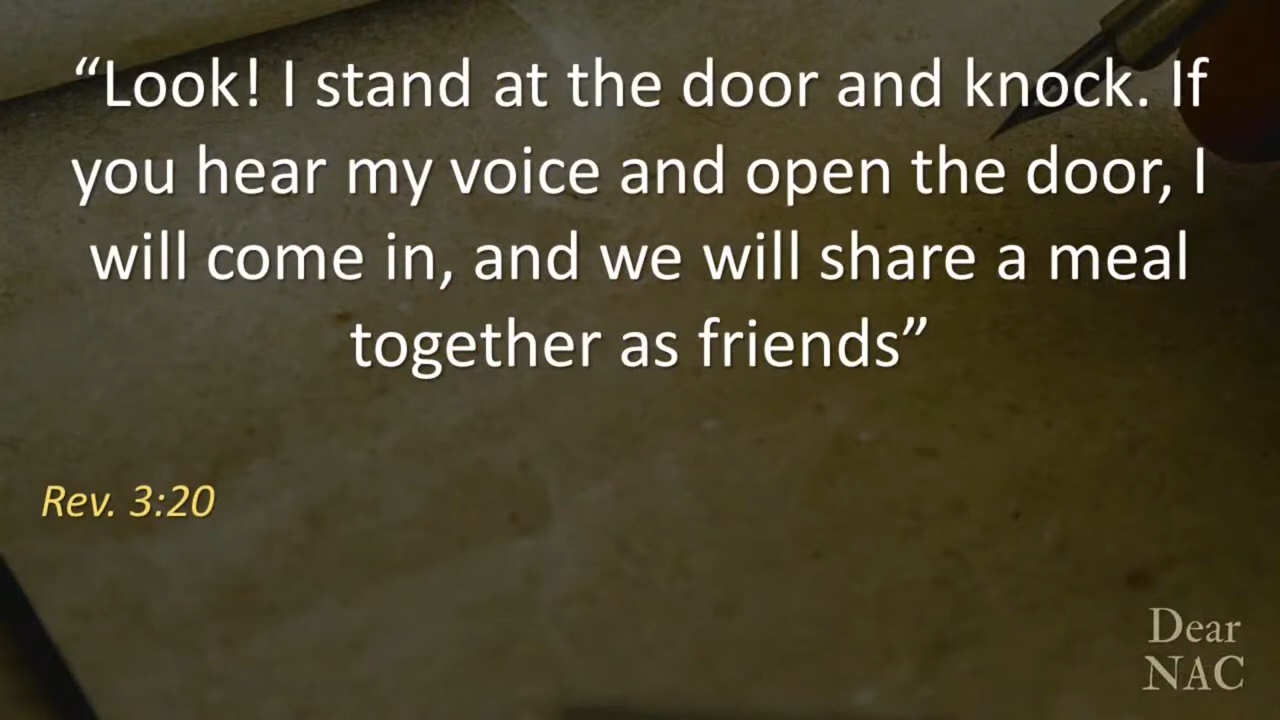 “Look! I stand at the door and knock. If
you hear my voice and open the door, I
will come in, and we will share a meal
together as friends”
Rev. 3:20
Dear
NAC